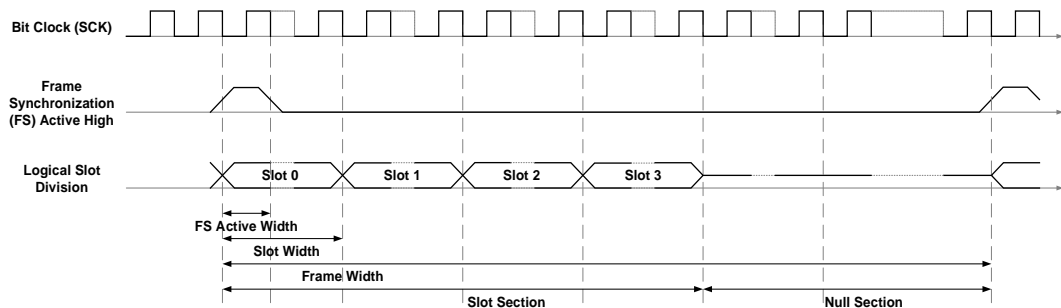 Bit Clock (SCK)
Frame
Synchronization
(FS) Active High
Logical Slot
Division
Slot 0
Slot 1
Slot 2
Slot 3
FS Active Width
Slot Width
Frame Width
Slot Section
Null Section